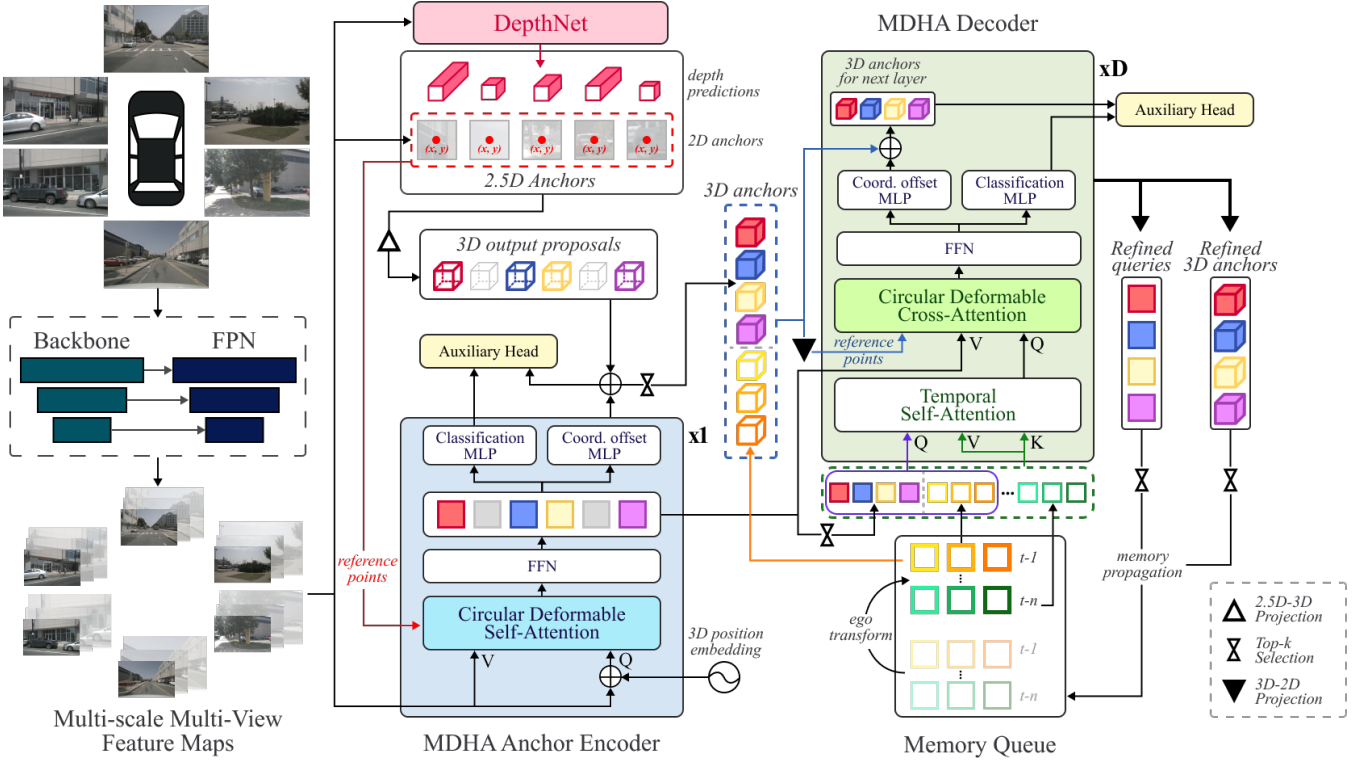 DepthNet
depth
predictions
(x, y)
(x, y)
(x, y)
(x, y)
(x, y)
2D anchors
2.5D Anchors
3D output proposals
Auxiliary Head
Classification
MLP
Coord. offset
MLP
x1
FFN
reference
points
Circular Deformable
Self-Attention
V
Q
3D position
embedding
MDHA Anchor Encoder
Backbone
FPN
Multi-scale Multi-View
Feature Maps
3D anchors
MDHA Decoder
xD
3D anchors
for next layer
Auxiliary Head
Coord. offset
MLP
Classification
MLP
FFN
Circular Deformable
Cross-Attention
reference
points
V
Q
Temporal
Self-Attention
Q
V
K
...
t-1
t-n
ego
transform
t-1
t-n
Memory Queue
Refined
queries
Refined
3D anchors
memory
propagation
2.5D-3D
Projection
Top-k
Selection
3D-2D
Projection